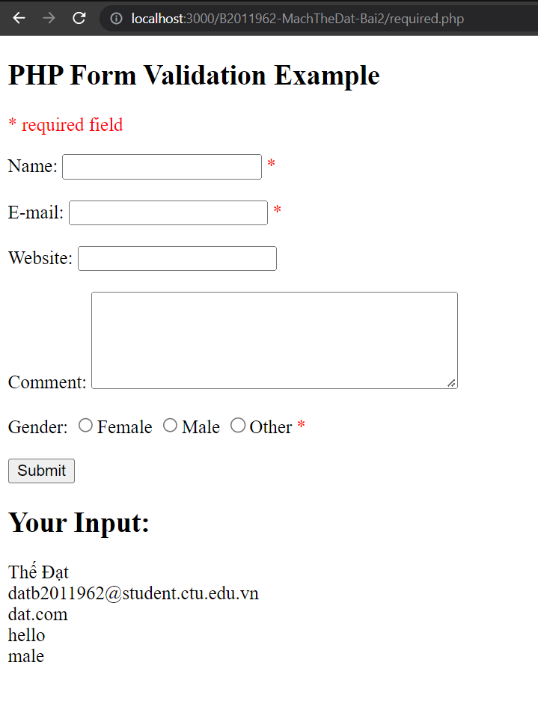 localhost:3000/B2011962-MachTheDat-Bai2/required.php
PHP Form Validation Example
* required field
Name: *
E-mail: *
Website:
Comment:
Gender: Female Male Other *
Submit
Your Input:
Thế Đạt
datb2011962@student.ctu.edu.vn
dat.com
hello
male